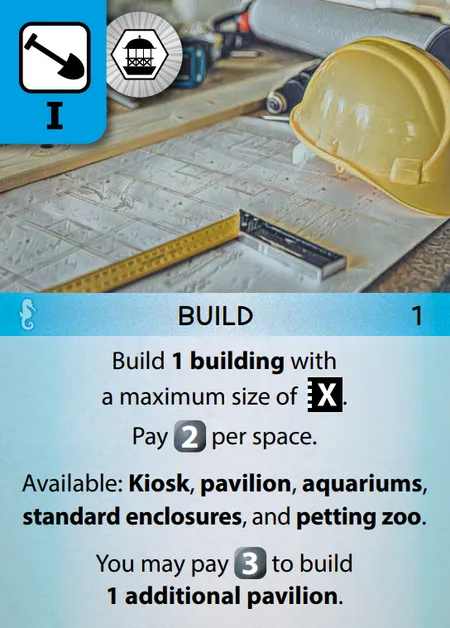 I
BUILD 1
Build 1 building with
a maximum size of X.
Pay 2 per space.
Available: Kiosk, pavilion, aquariums,
standard enclosures, and petting zoo.
You may pay 3 to build
1 additional pavilion.